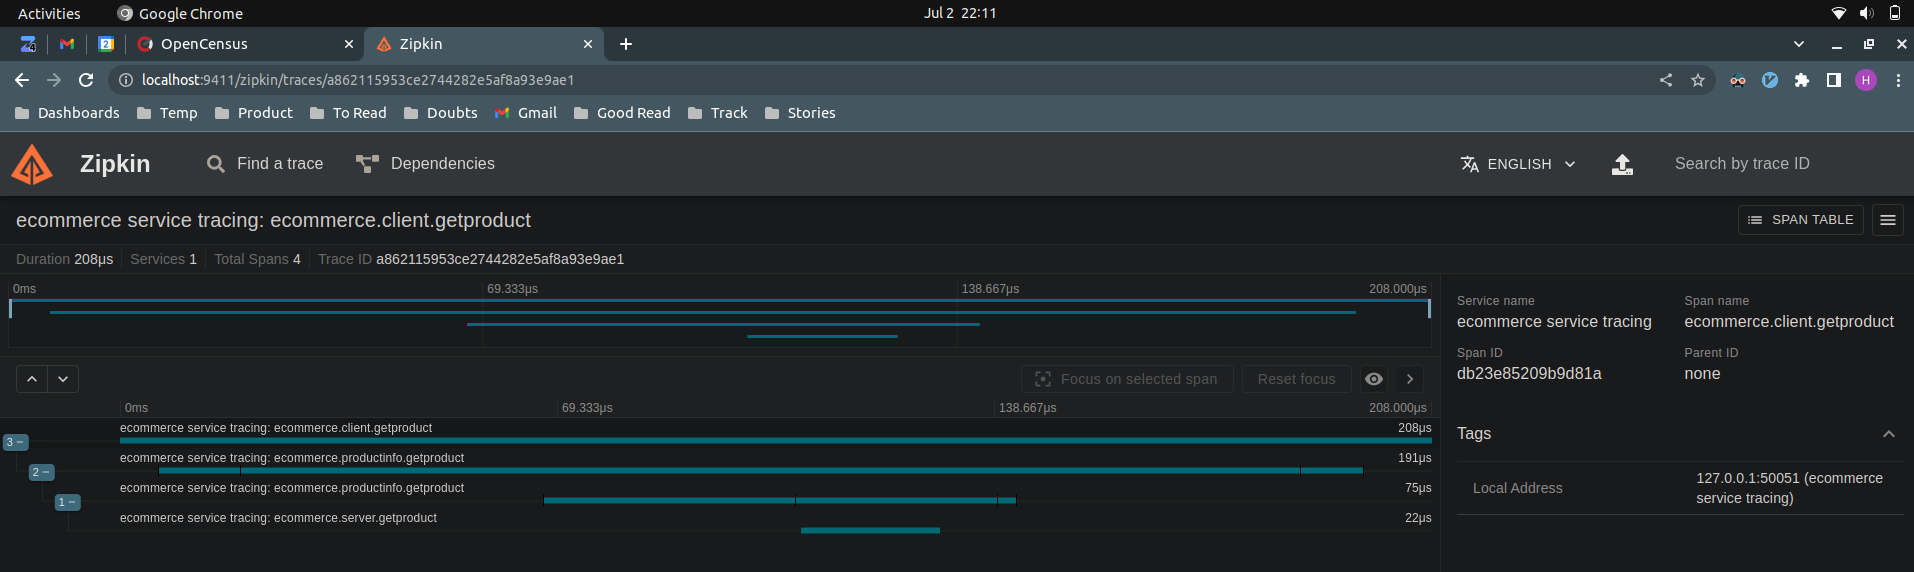 Activities Google Chrome Jul 2 22:11
4 2 OpenCensus Zipkin
localhost:9411/zipkin/traces/a862115953ce2744282e5af8a93e9ae1 H
Dashboards Temp Product To Read Doubts Gmail Good Read Track Stories
Zipkin Find a trace Dependencies ENGLISH Search by trace ID
ecommerce service tracing: ecommerce.client.getproduct SPAN TABLE
Duration 208μs Services 1 Total Spans 4 Trace ID a862115953ce2744282e5af8a93e9ae1
0ms 69.333μs 138.667μs 208.000μs
Service name Span name
ecommerce service tracing ecommerce.client.getproduct
Span ID Parent ID
db23e85209b9d81a none
Focus on selected span Reset focus
0ms 69.333μs 138.667μs 208.000μs
ecommerce service tracing: ecommerce.client.getproduct 208μs
3
ecommerce service tracing: ecommerce.productinfo.getproduct 191μs
2
ecommerce service tracing: ecommerce.productinfo.getproduct 75μs
1
ecommerce service tracing: ecommerce.server.getproduct 22μs
Tags
Local Address 127.0.0.1:50051 (ecommerce
service tracing)